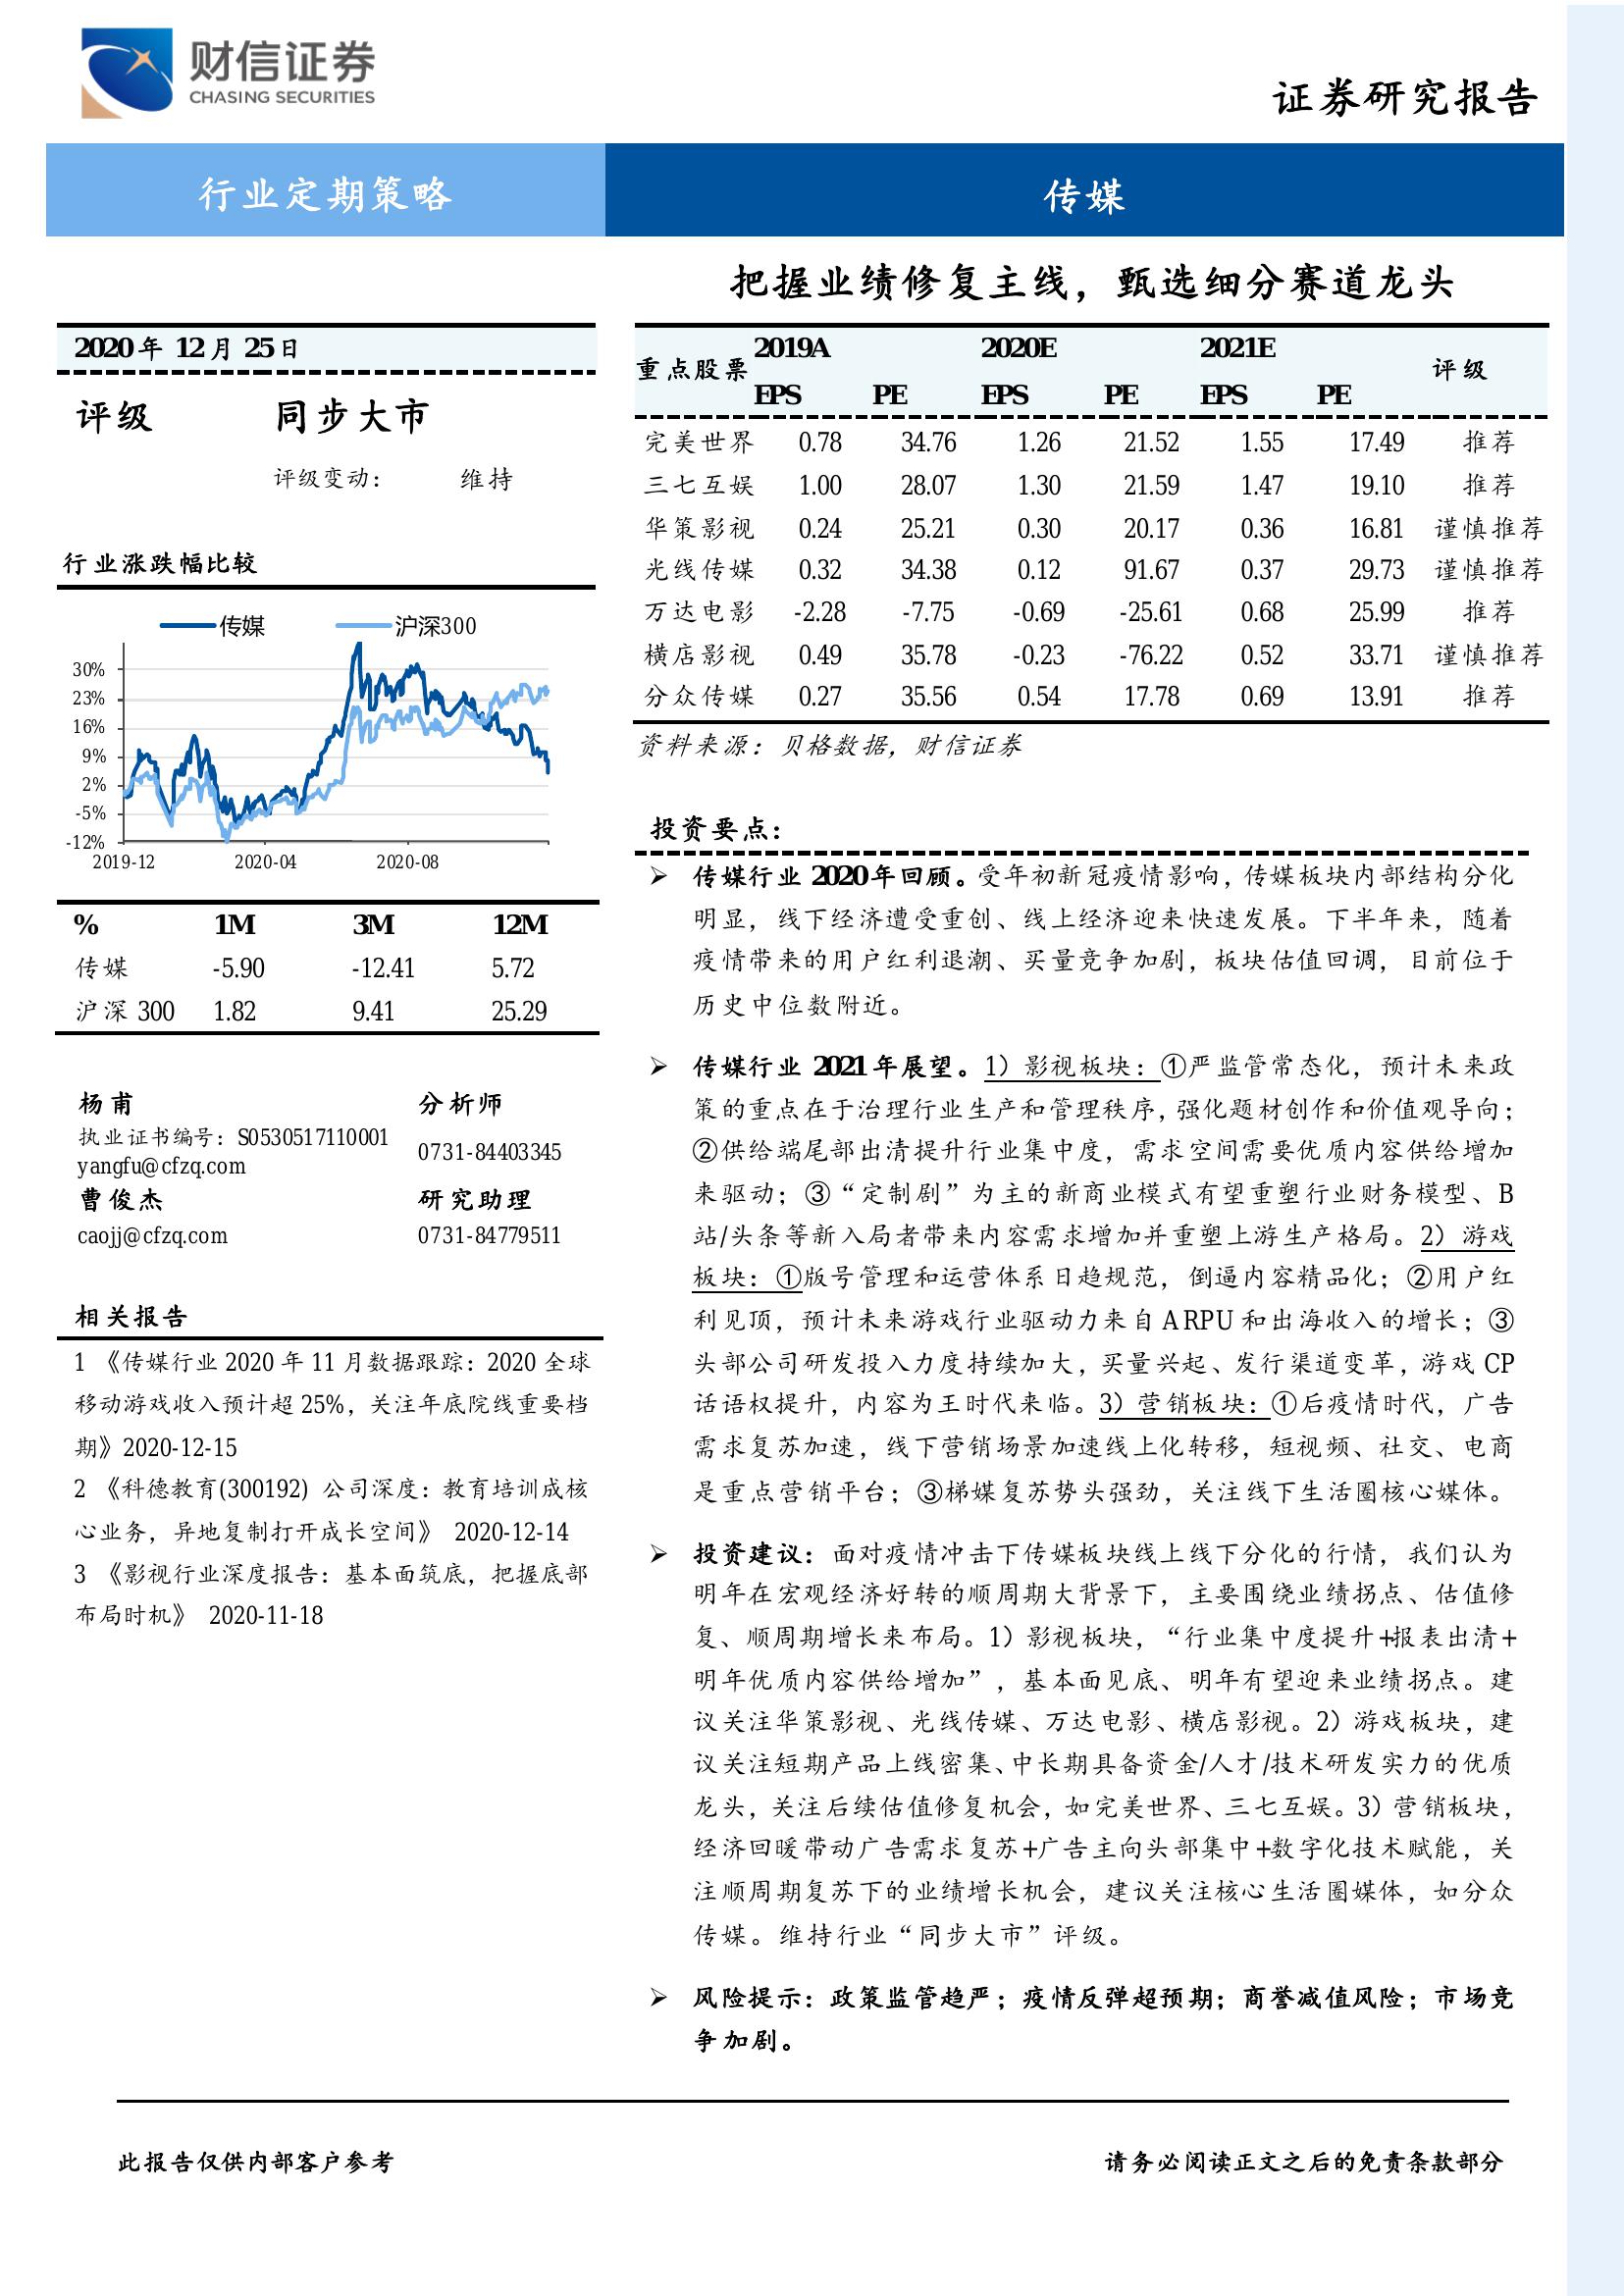 财信证券
CHASING SECURITIES
证券研究报告
行业定期策略
传媒
把握业绩修复主线，甄选细分赛道龙头
2020 年 12 月 25 日
评级 同步大市
评级变动： 维持
行业涨跌幅比较
传媒 沪深300
30%
23%
16%
9%
2%
-5%
-12%
2019-12 2020-04 2020-08
% 1M 3M 12M
传媒 -5.90 -12.41 5.72
沪深 300 1.82 9.41 25.29
杨甫 分析师
执业证书编号：S0530517110001 0731-84403345
yangfu@cfzq.com
曹俊杰 研究助理
caojj@cfzq.com 0731-84779511
相关报告
1 《传媒行业 2020 年 11 月数据跟踪：2020 全球
移动游戏收入预计超 25%，关注年底院线重要档
期》2020-12-15
2 《科德教育(300192) 公司深度：教育培训成核
心业务，异地复制打开成长空间》 2020-12-14
3 《影视行业深度报告：基本面筑底，把握底部
布局时机》 2020-11-18
重点股票 2019A 2020E 2021E 评级
EPS PE EPS PE EPS PE
完美世界 0.78 34.76 1.26 21.52 1.55 17.49 推荐
三七互娱 1.00 28.07 1.30 21.59 1.47 19.10 推荐
华策影视 0.24 25.21 0.30 20.17 0.36 16.81 谨慎推荐
光线传媒 0.32 34.38 0.12 91.67 0.37 29.73 谨慎推荐
万达电影 -2.28 -7.75 -0.69 -25.61 0.68 25.99 推荐
横店影视 0.49 35.78 -0.23 -76.22 0.52 33.71 谨慎推荐
分众传媒 0.27 35.56 0.54 17.78 0.69 13.91 推荐
资料来源：贝格数据，财信证券
投资要点：
➢ 传媒行业 2020 年回顾。受年初新冠疫情影响，传媒板块内部结构分化
明显，线下经济遭受重创、线上经济迎来快速发展。下半年来，随着
疫情带来的用户红利退潮、买量竞争加剧，板块估值回调，目前位于
历史中位数附近。
➢ 传媒行业 2021 年展望。1）影视板块：①严监管常态化，预计未来政
策的重点在于治理行业生产和管理秩序，强化题材创作和价值观导向；
②供给端尾部出清提升行业集中度，需求空间需要优质内容供给增加
来驱动；③“定制剧”为主的新商业模式有望重塑行业财务模型、B
站/头条等新入局者带来内容需求增加并重塑上游生产格局。2）游戏
板块：①版号管理和运营体系日趋规范，倒逼内容精品化；②用户红
利见顶，预计未来游戏行业驱动力来自 ARPU 和出海收入的增长；③
头部公司研发投入力度持续加大，买量兴起、发行渠道变革，游戏 CP
话语权提升，内容为王时代来临。3）营销板块：①后疫情时代，广告
需求复苏加速，线下营销场景加速线上化转移，短视频、社交、电商
是重点营销平台；③梯媒复苏势头强劲，关注线下生活圈核心媒体。
➢ 投资建议：面对疫情冲击下传媒板块线上线下分化的行情，我们认为
明年在宏观经济好转的顺周期大背景下，主要围绕业绩拐点、估值修
复、顺周期增长来布局。1）影视板块，“行业集中度提升+报表出清+
明年优质内容供给增加”，基本面见底、明年有望迎来业绩拐点。建
议关注华策影视、光线传媒、万达电影、横店影视。2）游戏板块，建
议关注短期产品上线密集、中长期具备资金/人才/技术研发实力的优质
龙头，关注后续估值修复机会，如完美世界、三七互娱。3）营销板块，
经济回暖带动广告需求复苏+广告主向头部集中+数字化技术赋能，关
注顺周期复苏下的业绩增长机会，建议关注核心生活圈媒体，如分众
传媒。维持行业“同步大市”评级。
➢ 风险提示：政策监管趋严；疫情反弹超预期；商誉减值风险；市场竞
争加剧。
此报告仅供内部客户参考
请务必阅读正文之后的免责条款部分